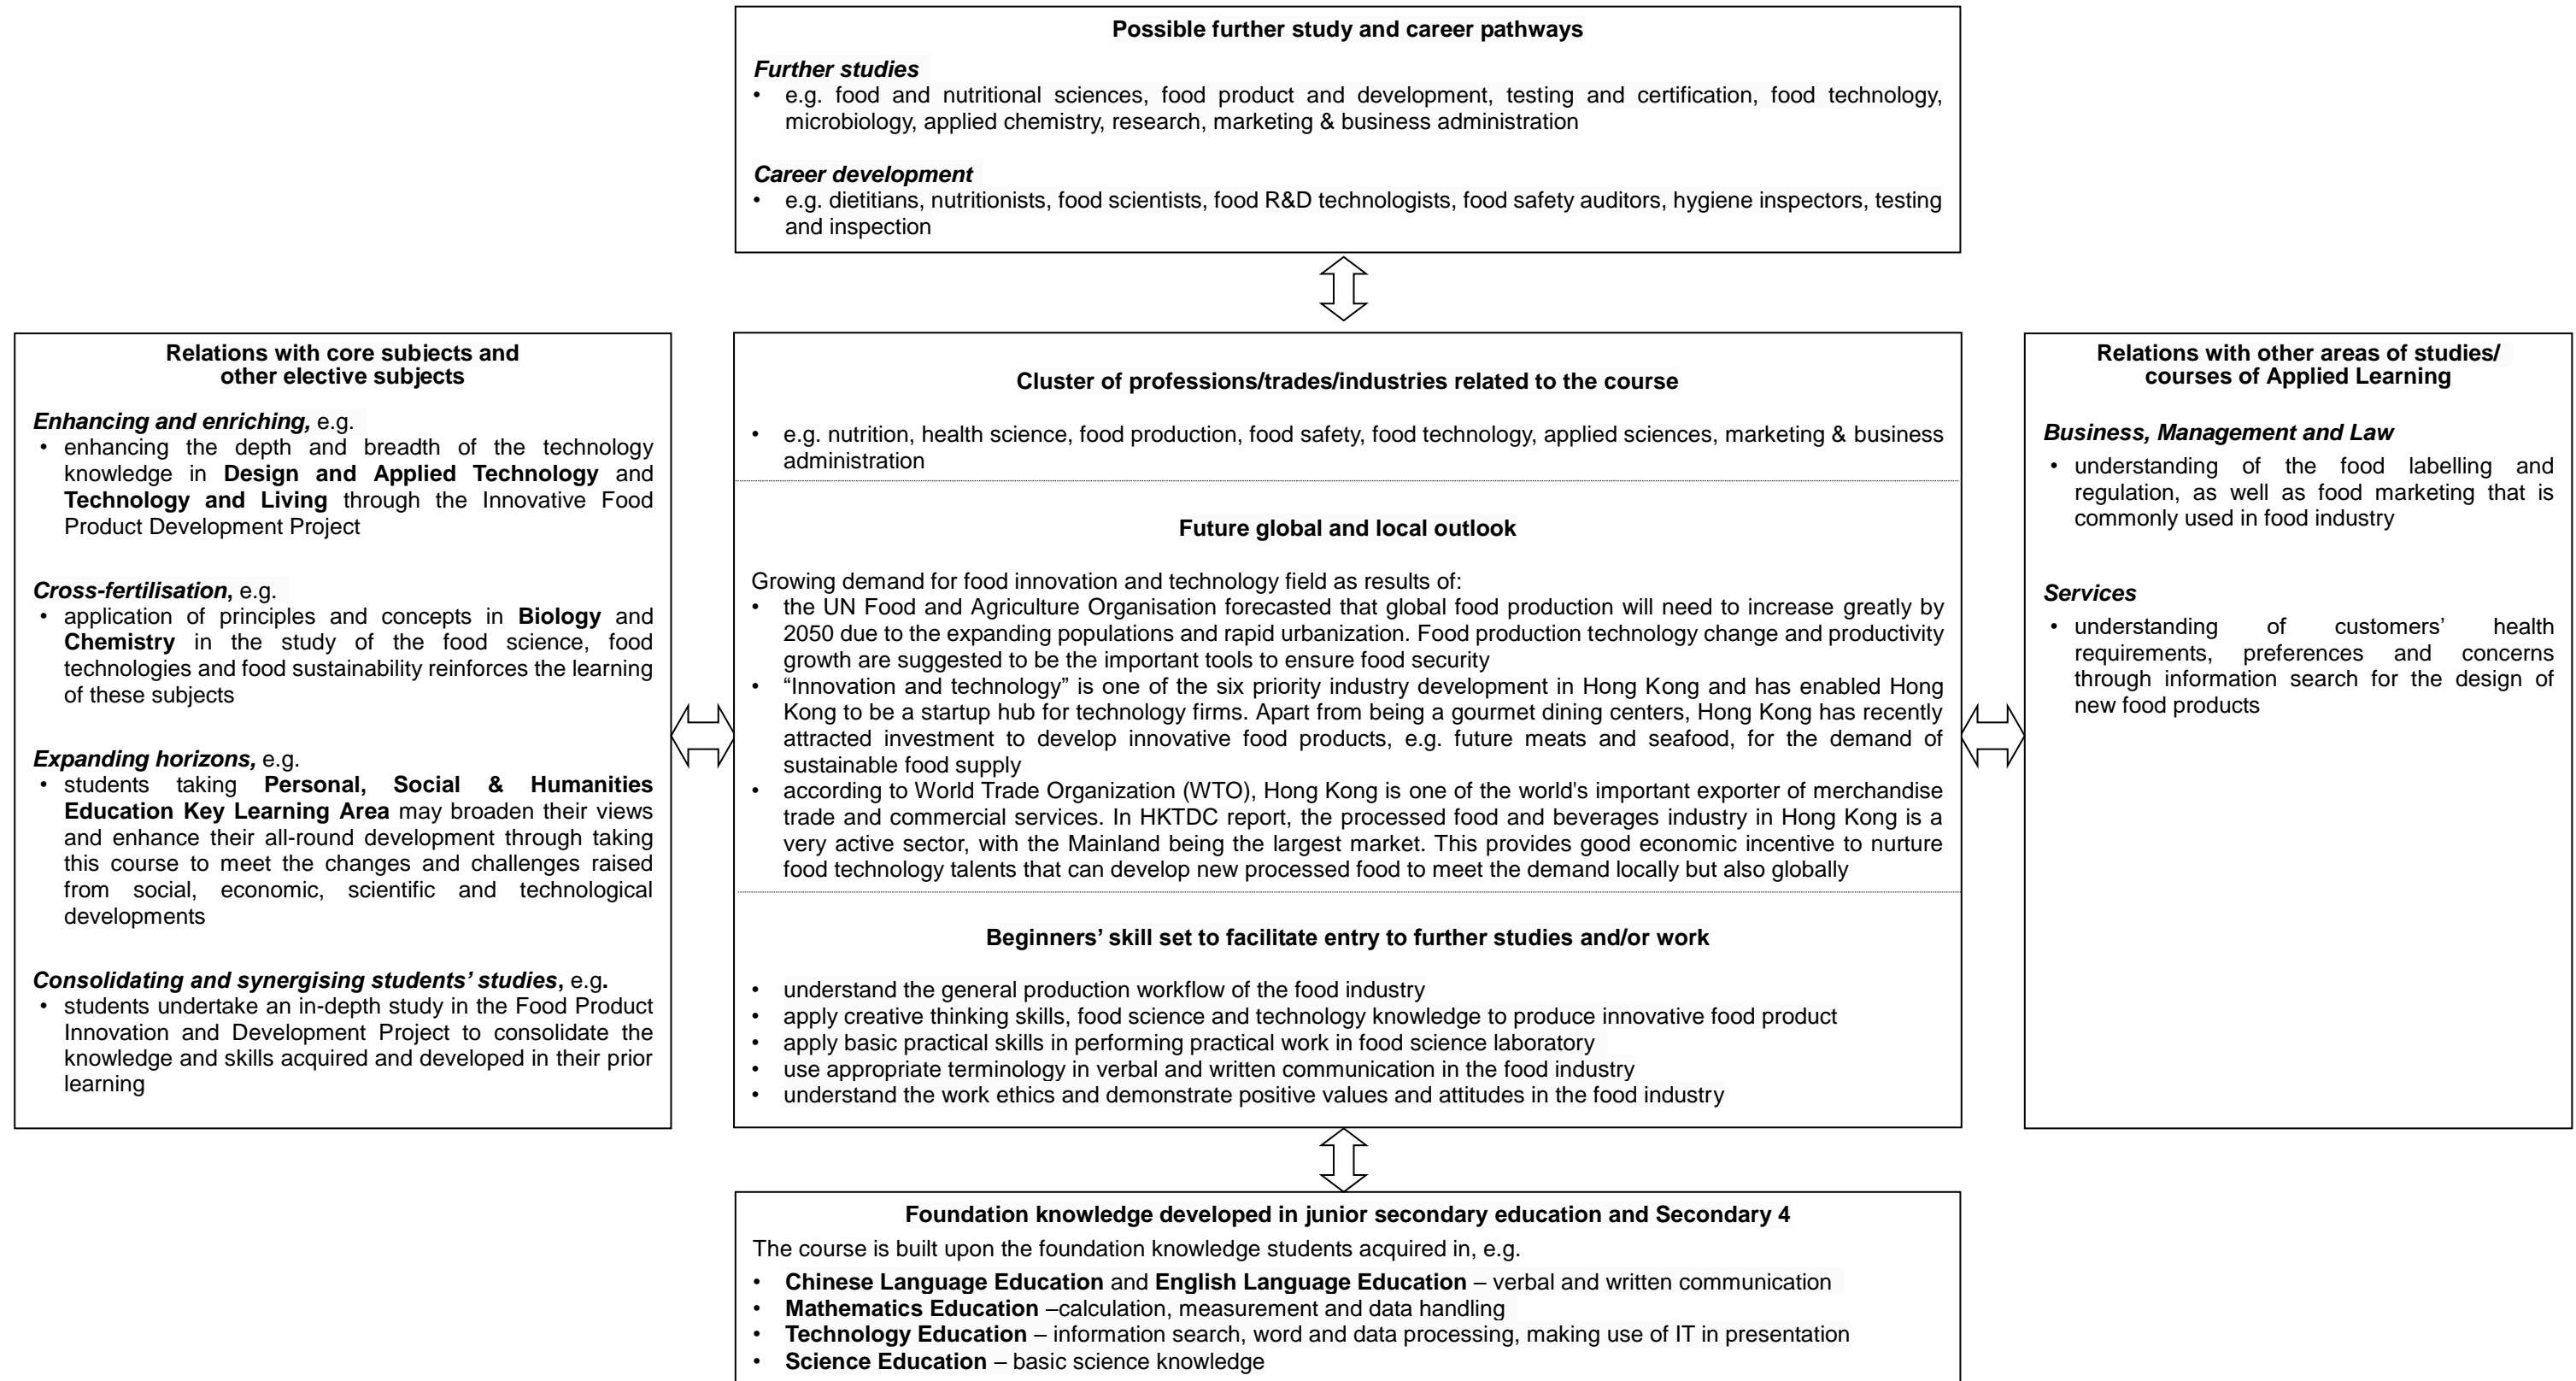 Possible further study and career pathways
Further studies
• e.g. food and nutritional sciences, food product and development, testing and certification, food technology,
microbiology, applied chemistry, research, marketing & business administration
Career development
• e.g. dietitians, nutritionists, food scientists, food R&D technologists, food safety auditors, hygiene inspectors, testing
and inspection
Relations with core subjects and
other elective subjects
Enhancing and enriching, e.g.
• enhancing the depth and breadth of the technology
knowledge in Design and Applied Technology and
Technology and Living through the Innovative Food
Product Development Project
Cross-fertilisation, e.g.
• application of principles and concepts in Biology and
Chemistry in the study of the food science, food
technologies and food sustainability reinforces the learning
of these subjects
Expanding horizons, e.g.
• students taking Personal, Social & Humanities
Education Key Learning Area may broaden their views
and enhance their all-round development through taking
this course to meet the changes and challenges raised
from social, economic, scientific and technological
developments
Consolidating and synergising students’ studies, e.g.
• students undertake an in-depth study in the Food Product
Innovation and Development Project to consolidate the
knowledge and skills acquired and developed in their prior
learning
Cluster of professions/trades/industries related to the course
• e.g. nutrition, health science, food production, food safety, food technology, applied sciences, marketing & business
administration
Future global and local outlook
Growing demand for food innovation and technology field as results of:
• the UN Food and Agriculture Organisation forecasted that global food production will need to increase greatly by
2050 due to the expanding populations and rapid urbanization. Food production technology change and productivity
growth are suggested to be the important tools to ensure food security
• “Innovation and technology” is one of the six priority industry development in Hong Kong and has enabled Hong
Kong to be a startup hub for technology firms. Apart from being a gourmet dining centers, Hong Kong has recently
attracted investment to develop innovative food products, e.g. future meats and seafood, for the demand of
sustainable food supply
• according to World Trade Organization (WTO), Hong Kong is one of the world's important exporter of merchandise
trade and commercial services. In HKTDC report, the processed food and beverages industry in Hong Kong is a
very active sector, with the Mainland being the largest market. This provides good economic incentive to nurture
food technology talents that can develop new processed food to meet the demand locally but also globally
Beginners’ skill set to facilitate entry to further studies and/or work
• understand the general production workflow of the food industry
• apply creative thinking skills, food science and technology knowledge to produce innovative food product
• apply basic practical skills in performing practical work in food science laboratory
• use appropriate terminology in verbal and written communication in the food industry
• understand the work ethics and demonstrate positive values and attitudes in the food industry
Relations with other areas of studies/
courses of Applied Learning
Business, Management and Law
• understanding of the food labelling and
regulation, as well as food marketing that is
commonly used in food industry
Services
• understanding of customers’ health
requirements, preferences and concerns
through information search for the design of
new food products
Foundation knowledge developed in junior secondary education and Secondary 4
The course is built upon the foundation knowledge students acquired in, e.g.
• Chinese Language Education and English Language Education – verbal and written communication
• Mathematics Education –calculation, measurement and data handling
• Technology Education – information search, word and data processing, making use of IT in presentation
• Science Education – basic science knowledge